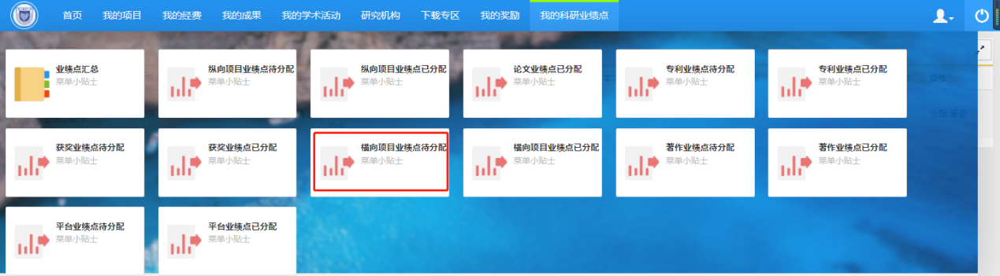 首页 我的项目 我的经费 我的成果 我的学术活动 研究机构 下载专区 我的奖励 我的科研业绩点
业绩点汇总 纵向项目业绩点待分配 纵向项目业绩点已分配 论文业绩点已分配 专利业绩点待分配 专利业绩点已分配
菜单小贴士 菜单小贴士 菜单小贴士 菜单小贴士 菜单小贴士 菜单小贴士
操作
分配 查看
获奖业绩点待分配 获奖业绩点已分配 横向项目业绩点待分配 横向项目业绩点已分配 著作业绩点待分配 著作业绩点已分配
菜单小贴士 菜单小贴士 菜单小贴士 菜单小贴士 菜单小贴士 菜单小贴士
平台业绩点待分配 平台业绩点已分配
菜单小贴士 菜单小贴士